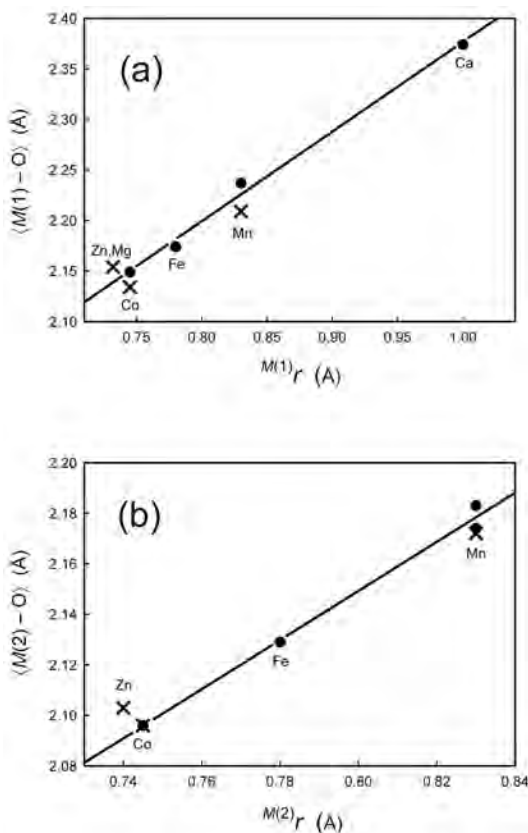 2.40
(a)
2.35
Ca
2.30
⟨M(1) – O⟩ (Å)
2.25
2.20
Mn
Zn,Mg
Fe
2.15
Co
2.10
0.75 0.80 0.85 0.90 0.95 1.00
M(1)r (Å)
2.20
(b)
2.18
Mn
2.16
⟨M(2) – O⟩ (Å)
2.14
Fe
2.12
Zn
2.10
Co
2.08
0.74 0.76 0.78 0.80 0.82 0.84
M(2)r (Å)